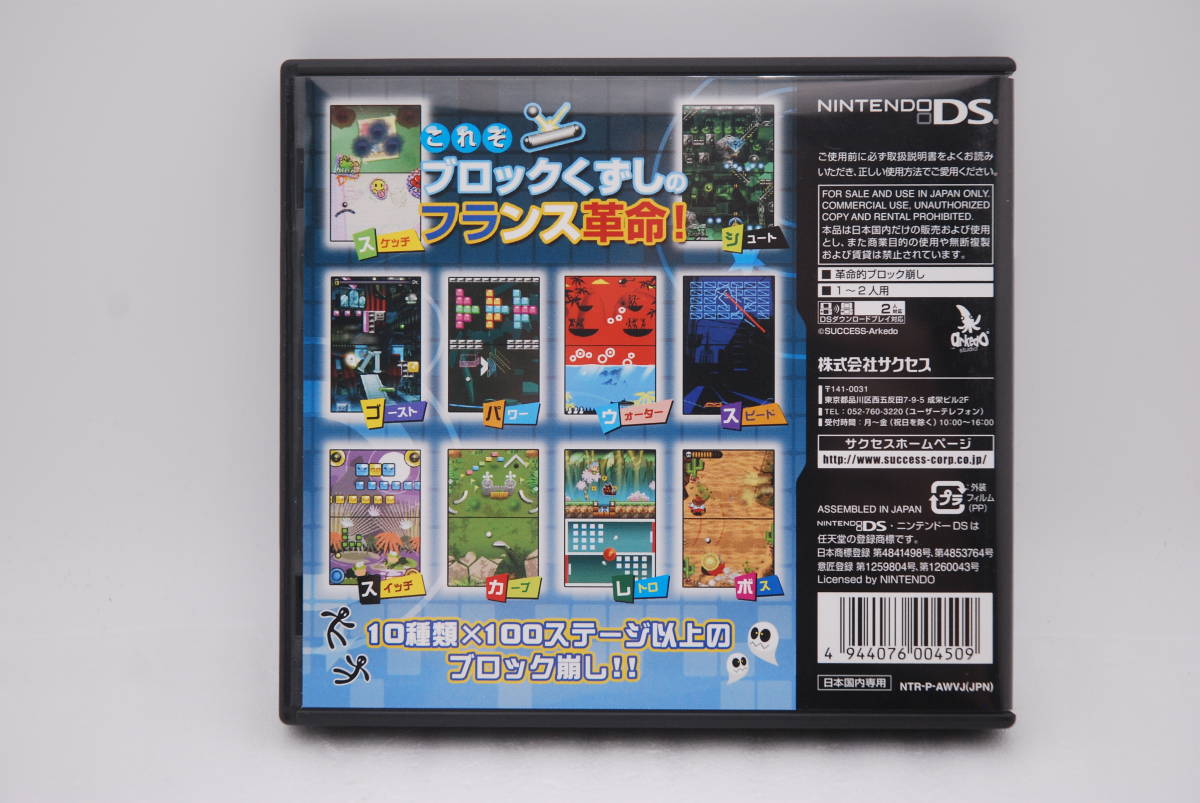 これぞ
ブロックくずしの
フランス革命!
スケッチ
シュート
ゴースト
パワー
ウォーター
スピード
スイッチ
カーブ
レトロ
ボス
10種類×100ステージ以上の
ブロック崩し!!
NINTENDO DS®
ご使用前に必ず取扱説明書をよくお読み
いただき、正しい使用方法でご愛用ください。
FOR SALE AND USE IN JAPAN ONLY.
COMMERCIAL USE, UNAUTHORIZED
COPY AND RENTAL PROHIBITED.
本品は日本国内だけの販売および使用
とし、また商業目的の使用や無断複製
および賃貸は禁止されています。
■ 革命的ブロック崩し
■ 1～2人用
2人対応
DSダウンロードプレイ対応
©SUCCESS-Arkedo
arkedo
studio
株式会社サクセス
〒141-0031
東京都品川区西五反田7-9-5 成栄ビル2F
TEL:052-760-3220(ユーザーテレフォン)
受付時間:月～金(祝日を除く)10:00～16:00
サクセスホームページ
http://www.success-corp.co.jp/
プラ
:外装
フィルム
(PP)
ASSEMBLED IN JAPAN
NINTENDO DS・ニンテンドーDSは
任天堂の登録商標です。
日本商標登録 第4841498号、第4853764号
意匠登録 第1259804号、第1260043号
Licensed by NINTENDO
4 944076 004509
日本国内専用
NTR-P-AWVJ(JPN)